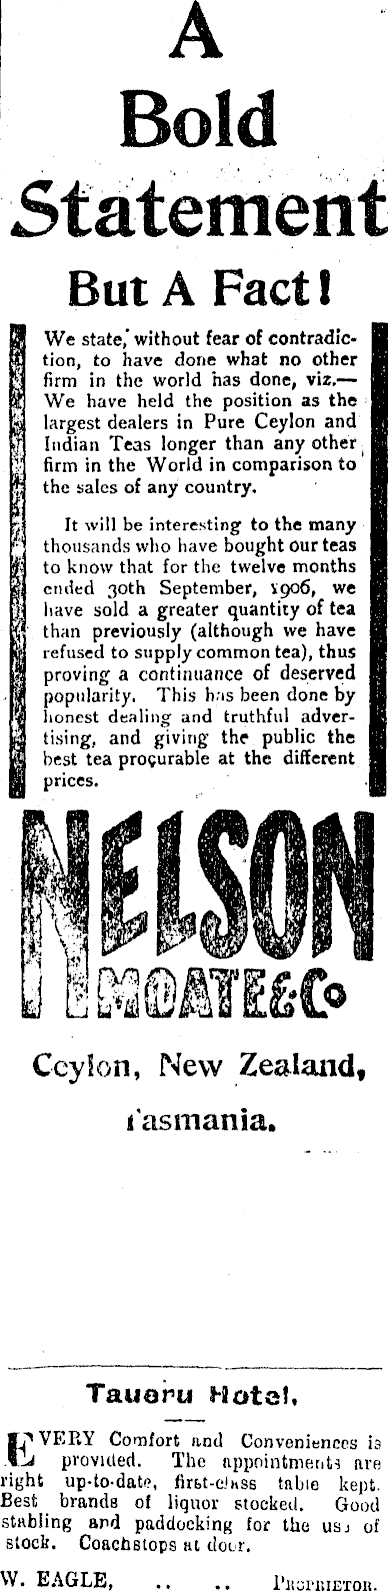 A
Bold
Statement
But A Fact!
We state, without fear of contradic-
tion, to have done what no other
firm in the world has done, viz.—
We have held the position as the
largest dealers in Pure Ceylon and
Indian Teas longer than any other
firm in the World in comparison to
the sales of any country.
It will be interesting to the many
thousands who have bought our teas
to know that for the twelve months
ended 30th September, 1906, we
have sold a greater quantity of tea
than previously (although we have
refused to supply common tea), thus
proving a continuance of deserved
popularity. This has been done by
honest dealing and truthful adver-
tising, and giving the public the
best tea procurable at the different
prices.
NELSON
MOATE & Co
Ceylon, New Zealand,
Tasmania.
Taueru Hotel.
EVERY Comfort and Conveniences is
provided. The appointments are
right up-to-date, first-class table kept.
Best brands of liquor stocked. Good
stabling and paddocking for the use of
stock. Coachstops at door.
W. EAGLE, .. .. PROPRIETOR.